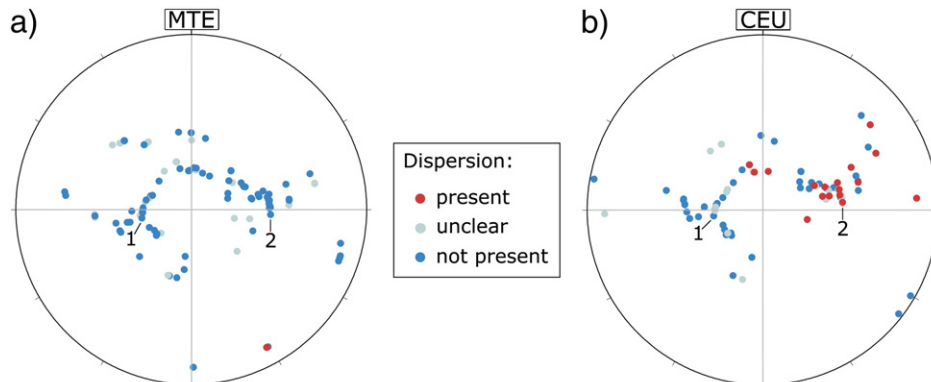 a)
MTE
1
2
Dispersion:
present
unclear
not present
b)
CEU
1
2